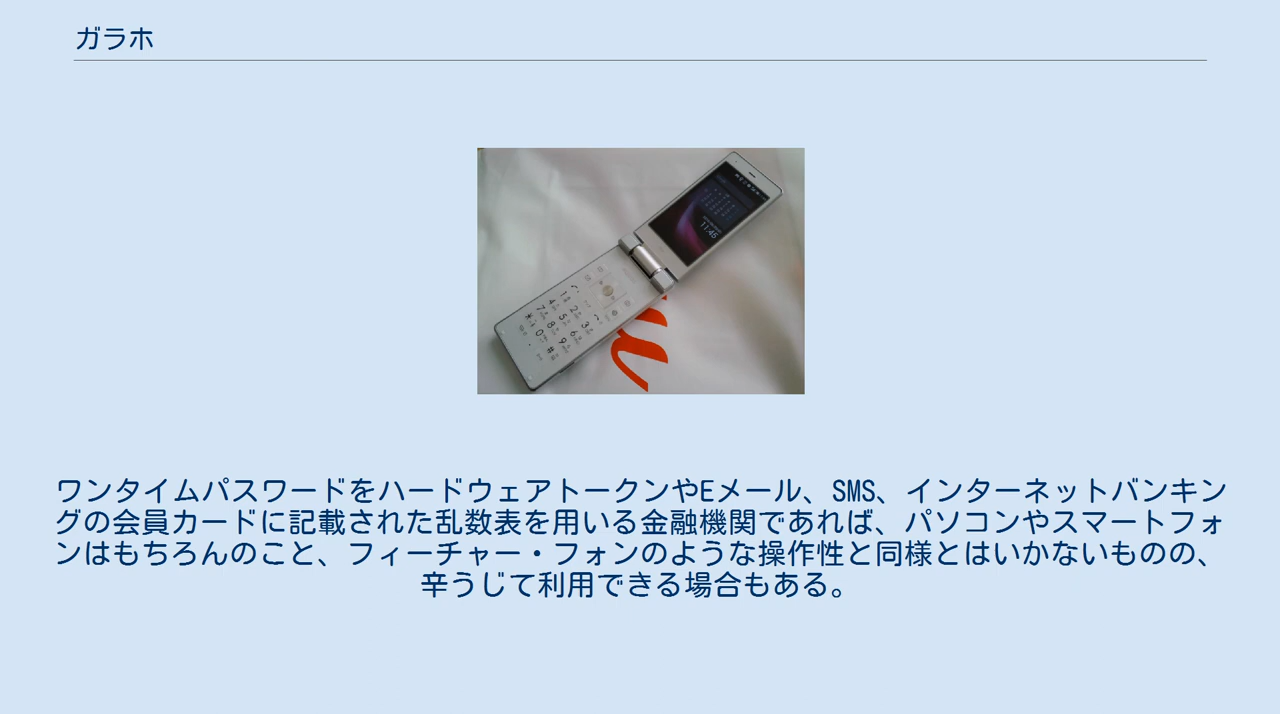 ガラホ
11:45
ワンタイムパスワードをハードウェアトークンやEメール、SMS、インターネットバンキン
グの会員カードに記載された乱数表を用いる金融機関であれば、パソコンやスマートフォ
ンはもちろんのこと、フィーチャー・フォンのような操作性と同様とはいかないものの、
辛うじて利用できる場合もある。